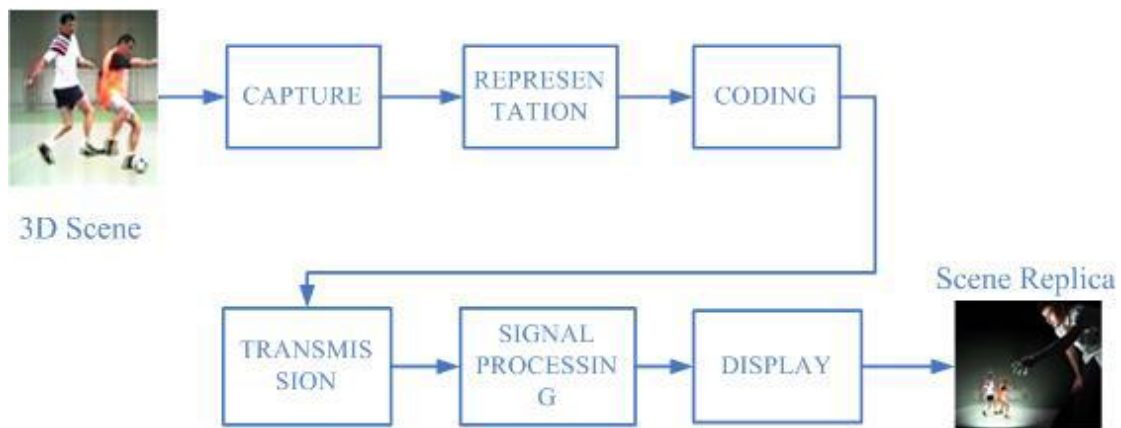 CAPTURE
REPRESEN
TATION
CODING
3D Scene
Scene Replica
TRANSMIS
SION
SIGNAL
PROCESSIN
G
DISPLAY